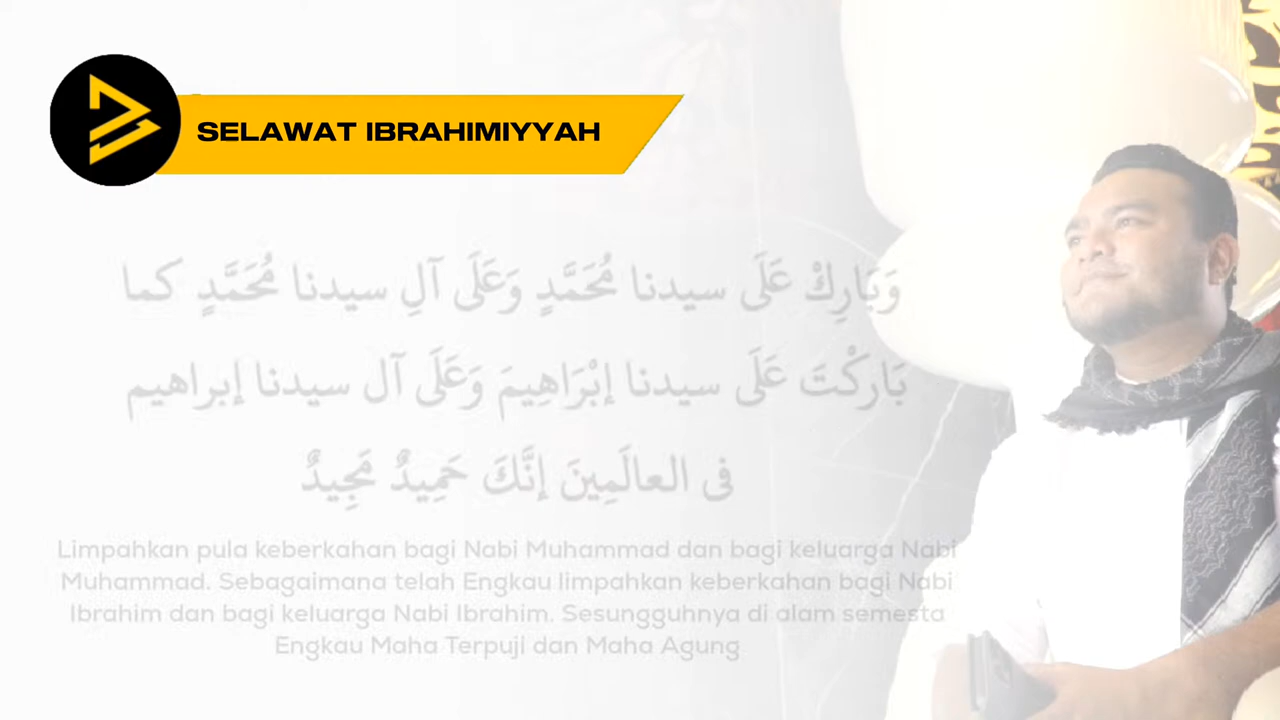 SELAWAT IBRAHIMIYYAH
وَبَارِكْ عَلَى سيدنا مُحَمَّدٍ وَعَلَى آلِ سيدنا مُحَمَّدٍ كما
بَاركْتَ عَلَى سيدنا إبْرَاهِيمَ وَعَلَى آل سيدنا إبراهيم
فى العالَمِينَ إنَّكَ حَمِيدٌ مَجِيدٌ
Limpahkan pula keberkahan bagi Nabi Muhammad dan bagi keluarga Nabi
Muhammad. Sebagaimana telah Engkau limpahkan keberkahan bagi Nabi
Ibrahim dan bagi keluarga Nabi Ibrahim. Sesungguhnya di alam semesta
Engkau Maha Terpuji dan Maha Agung